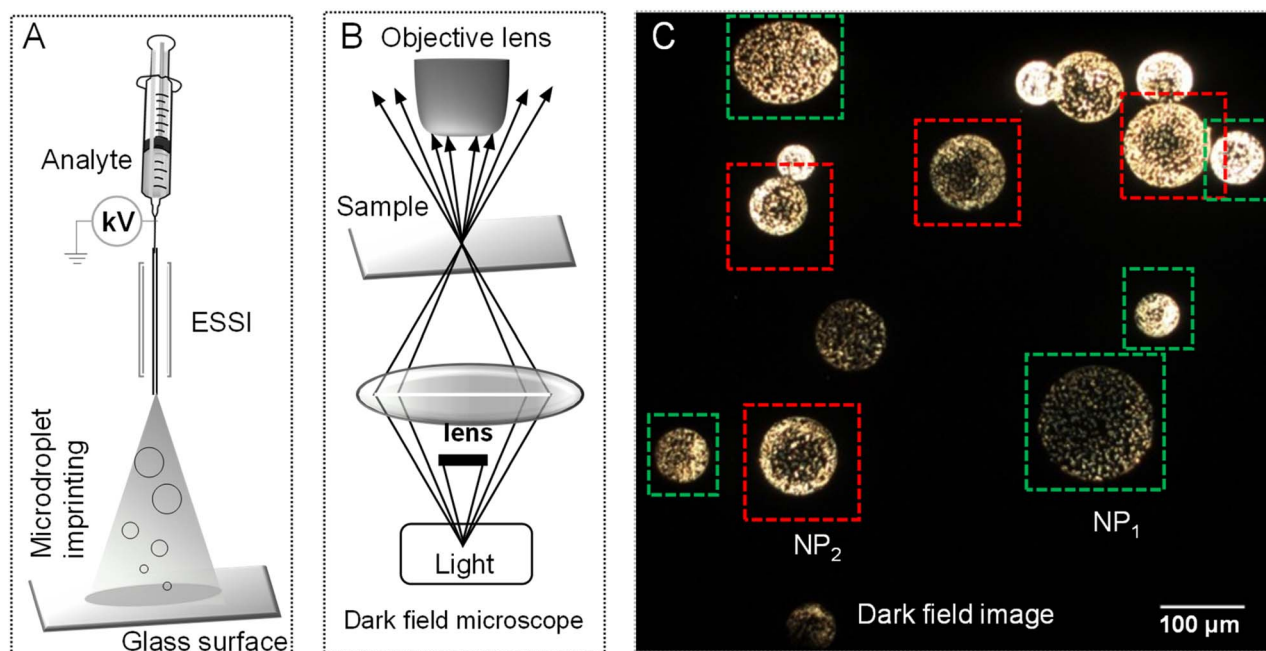 A
Analyte
kV
ESSI
Microdroplet
imprinting
Glass surface
B
Objective lens
Sample
lens
Light
Dark field microscope
C
NP₁
NP₂
Dark field image
100 µm